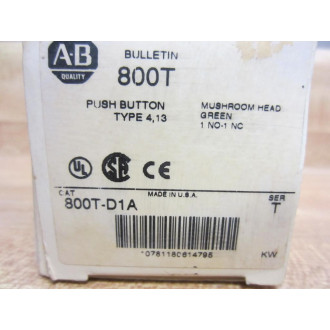 A-B
QUALITY
BULLETIN
800T
PUSH BUTTON
TYPE 4,13
MUSHROOM HEAD
GREEN
1 NO-1 NC
UL
CE
CAT
800T-D1A
MADE IN U.S.A.
SER
T
KW